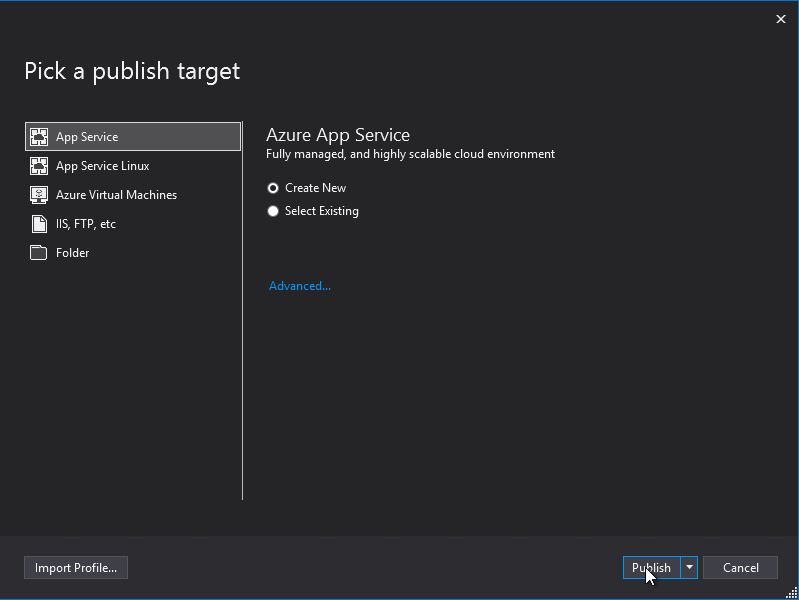 Pick a publish target
App Service
App Service Linux
Azure Virtual Machines
IIS, FTP, etc
Folder
Azure App Service
Fully managed, and highly scalable cloud environment
Create New
Select Existing
Advanced...
Import Profile...
Publish
Cancel